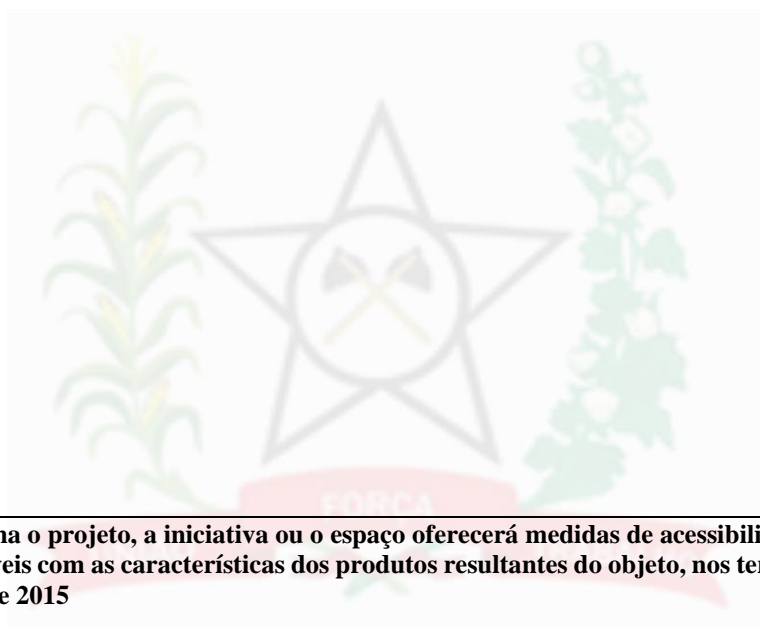 FORÇA
na o projeto, a iniciativa ou o espaço oferecerá medidas de acessibili
veis com as características dos produtos resultantes do objeto, nos ter
e 2015